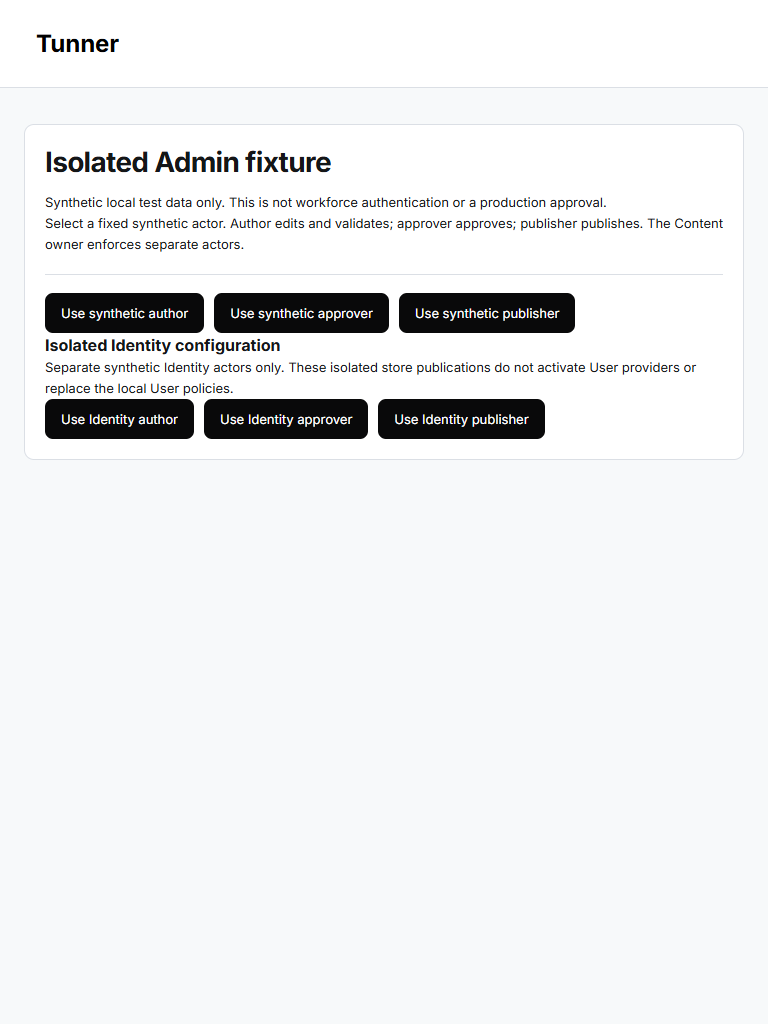 Tunner
Isolated Admin fixture
Synthetic local test data only. This is not workforce authentication or a production approval.
Select a fixed synthetic actor. Author edits and validates; approver approves; publisher publishes. The Content
owner enforces separate actors.
Use synthetic author
Use synthetic approver
Use synthetic publisher
Isolated Identity configuration
Separate synthetic Identity actors only. These isolated store publications do not activate User providers or
replace the local User policies.
Use Identity author
Use Identity approver
Use Identity publisher